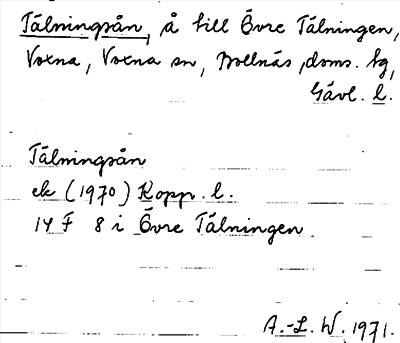 Tälningsån, å till Övre Tälningen,
Voxna, Voxna sn, Bollnäs doms. tg,
Gävl. l.
Tälningsån
ek (1970) Kopp. l.
14 F 8 i Övre Tälningen.
A.-L. W. 1971.